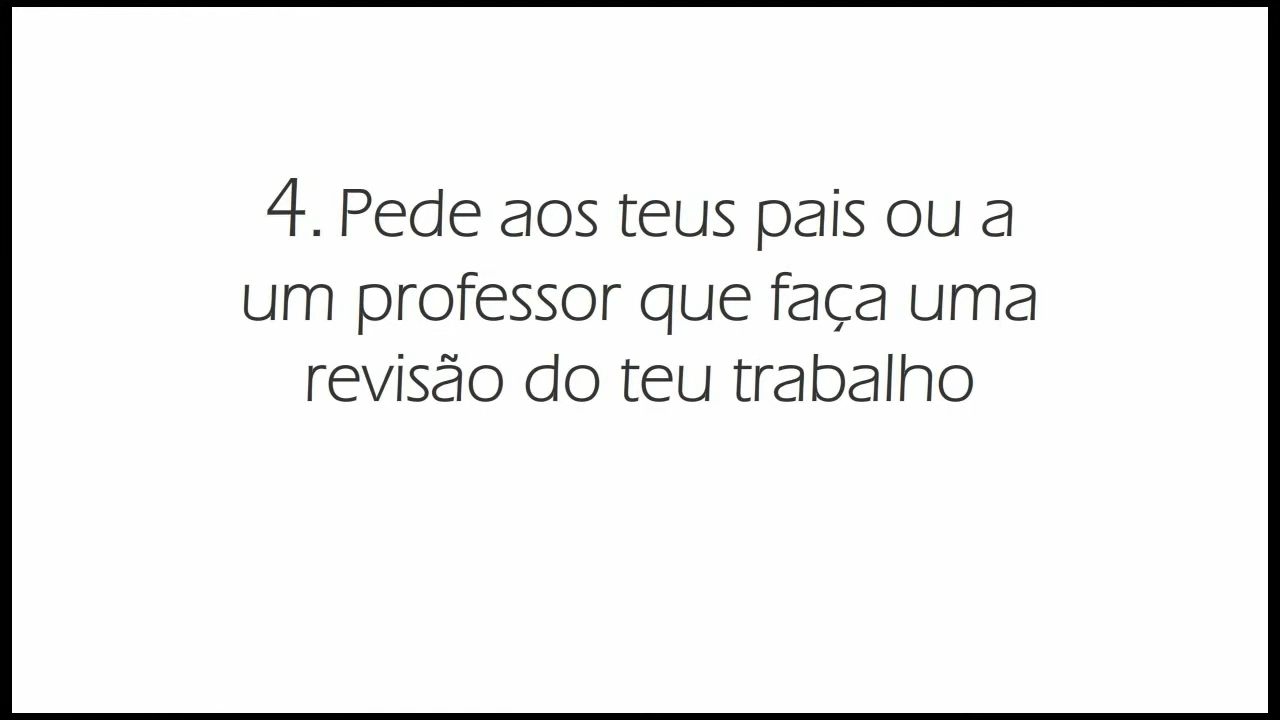 4. Pede aos teus pais ou a
um professor que faça uma
revisão do teu trabalho